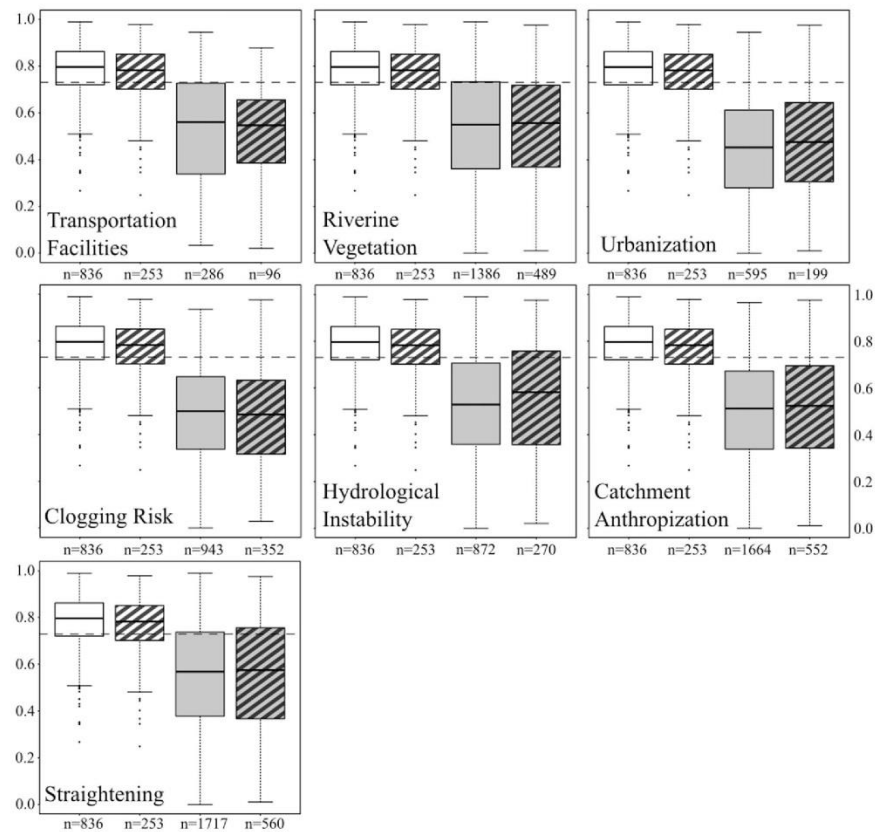 1.0
0.8
0.6
0.4
0.2
0.0
Transportation
Facilities
n=836 n=253 n=286 n=96
Riverine
Vegetation
n=836 n=253 n=1386 n=489
Urbanization
n=836 n=253 n=595 n=199
Clogging Risk
n=836 n=253 n=943 n=352
Hydrological
Instability
n=836 n=253 n=872 n=270
Catchment
Anthropization
n=836 n=253 n=1664 n=552
1.0
0.8
0.6
0.4
0.2
0.0
1.0
0.8
0.6
0.4
0.2
0.0
Straightening
n=836 n=253 n=1717 n=560